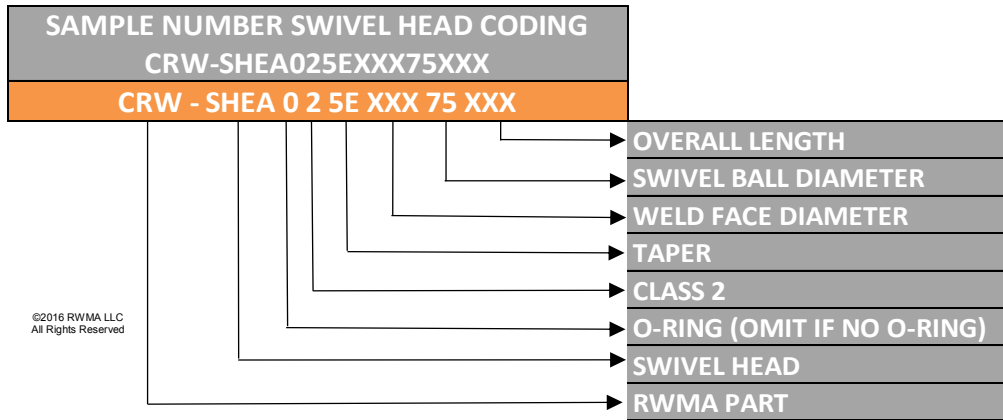 SAMPLE NUMBER SWIVEL HEAD CODING
CRW-SHEA025EXXX75XXX
CRW - SHEA 0 2 5E XXX 75 XXX
OVERALL LENGTH
SWIVEL BALL DIAMETER
WELD FACE DIAMETER
TAPER
CLASS 2
O-RING (OMIT IF NO O-RING)
SWIVEL HEAD
RWMA PART
©2016 RWMA LLC
All Rights Reserved